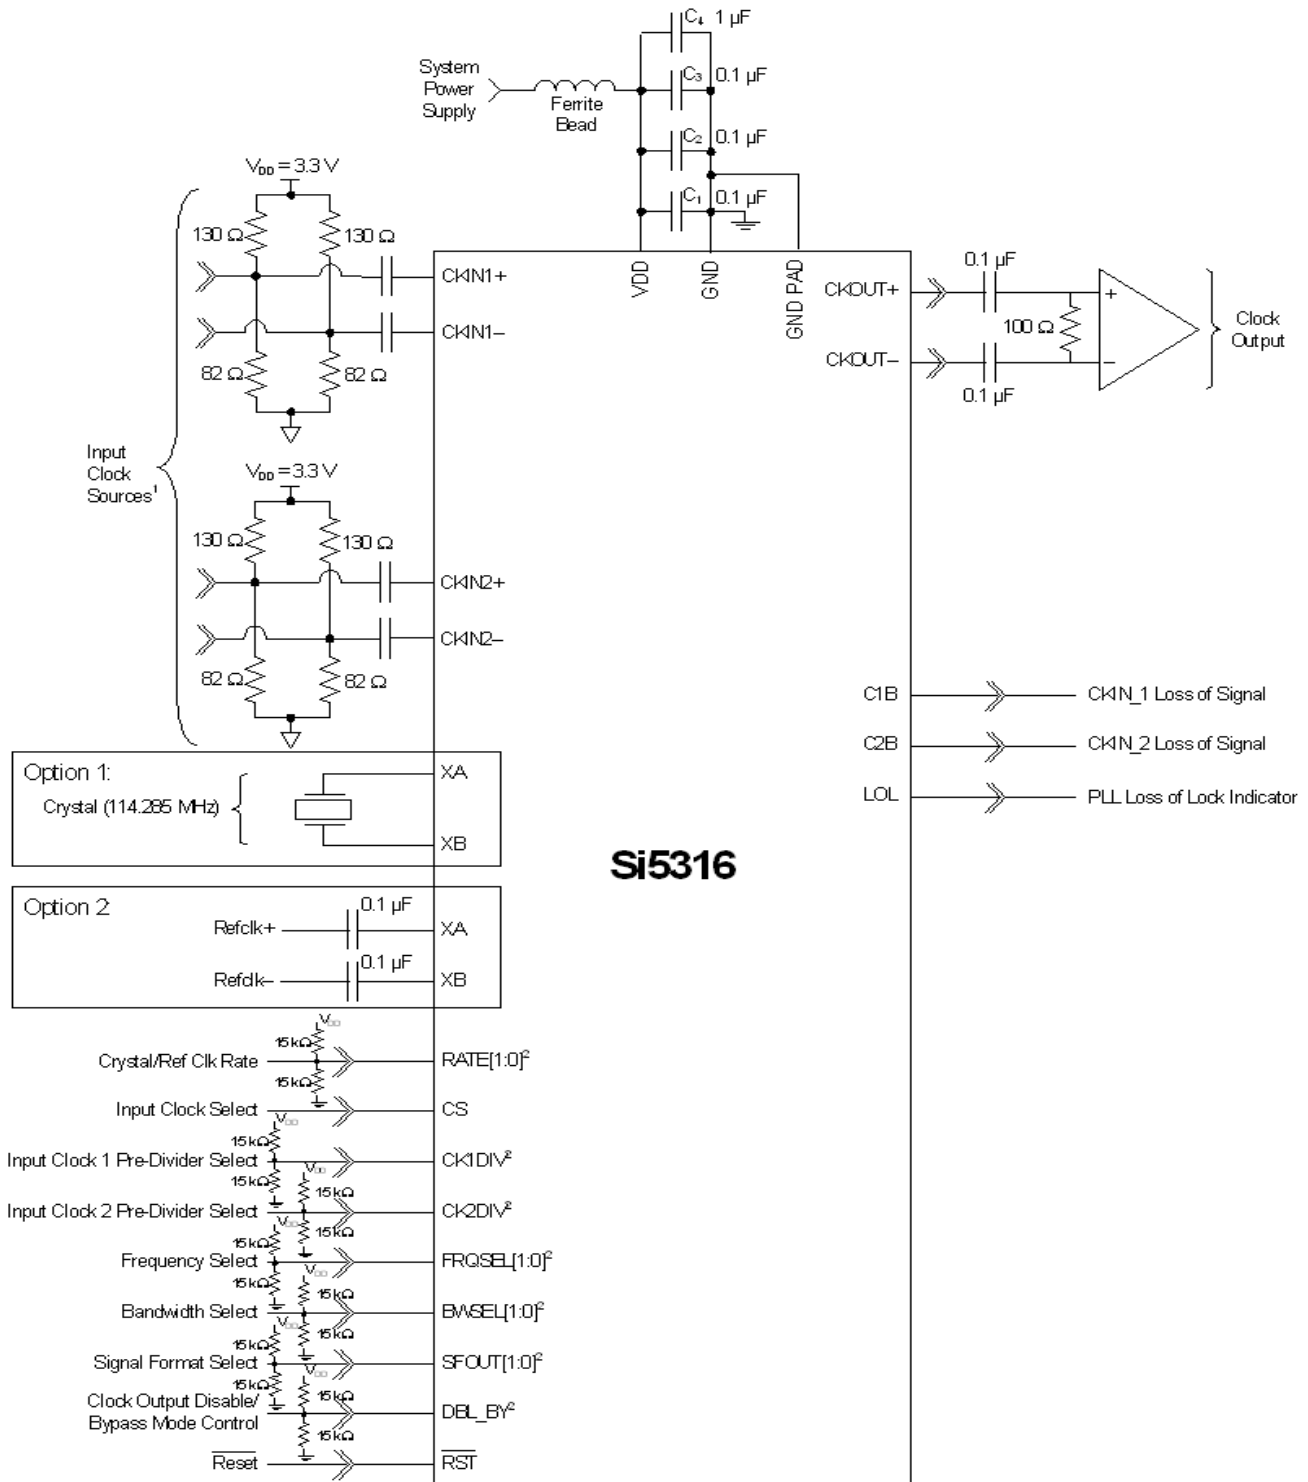 C₄ 1 µF
System
Power
Supply
Ferrite
Bead
C₃ 0.1 µF
C₂ 0.1 µF
C₁ 0.1 µF
VDD
GND
GND PAD
V_DD = 3.3 V
130 Ω
130 Ω
CKIN1+
CKIN1–
82 Ω
82 Ω
Input
Clock
Sources¹
V_DD = 3.3 V
130 Ω
130 Ω
CKIN2+
CKIN2–
82 Ω
82 Ω
0.1 µF
CKOUT+
+
100 Ω
CKOUT–
–
0.1 µF
Clock
Output
C1B
CKIN_1 Loss of Signal
C2B
CKIN_2 Loss of Signal
LOL
PLL Loss of Lock Indicator
Option 1:
Crystal (114.285 MHz)
XA
XB
Si5316
Option 2
0.1 µF
Refclk+
XA
0.1 µF
Refclk–
XB
15 kΩ
Crystal/Ref Clk Rate
RATE[1:0]²
15 kΩ
Input Clock Select
CS
15 kΩ
Input Clock 1 Pre-Divider Select
CK1DIV²
15 kΩ
15 kΩ
Input Clock 2 Pre-Divider Select
CK2DIV²
15 kΩ
15 kΩ
Frequency Select
FRQSEL[1:0]²
15 kΩ
15 kΩ
Bandwidth Select
BWSEL[1:0]²
15 kΩ
15 kΩ
Signal Format Select
SFOUT[1:0]²
15 kΩ
15 kΩ
Clock Output Disable/
Bypass Mode Control
DBL_BY²
15 kΩ
Reset
RST